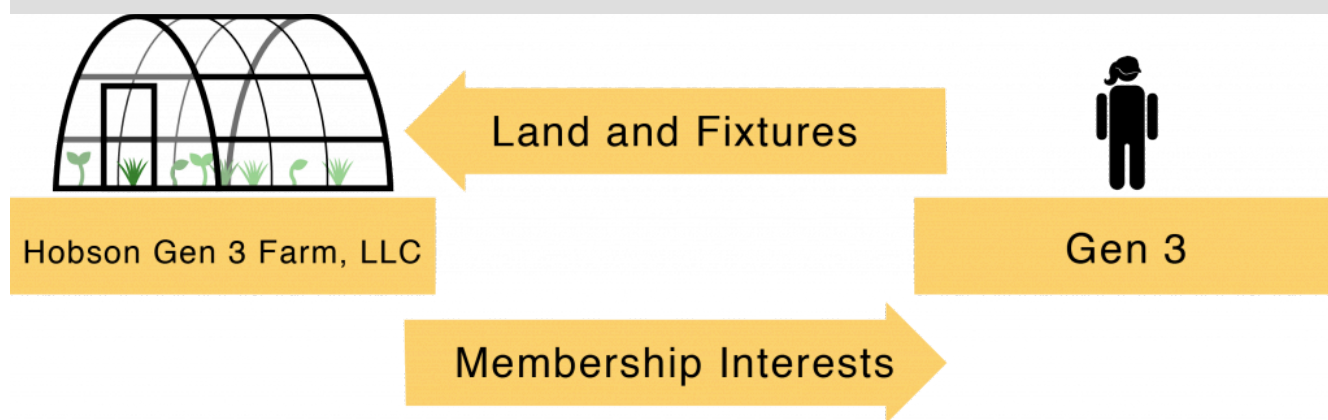 Land and Fixtures
Hobson Gen 3 Farm, LLC
Gen 3
Membership Interests